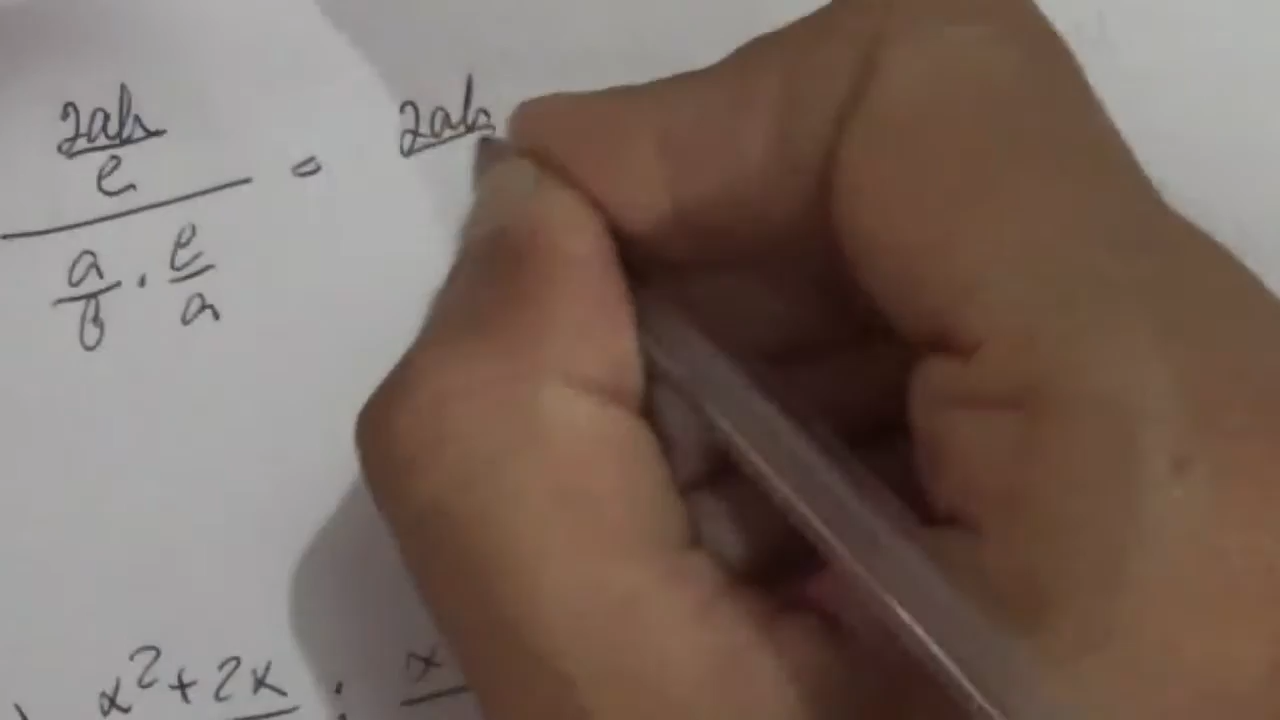 2ab/e / (a/b · e/a) = 2ab
x² + 2x : x